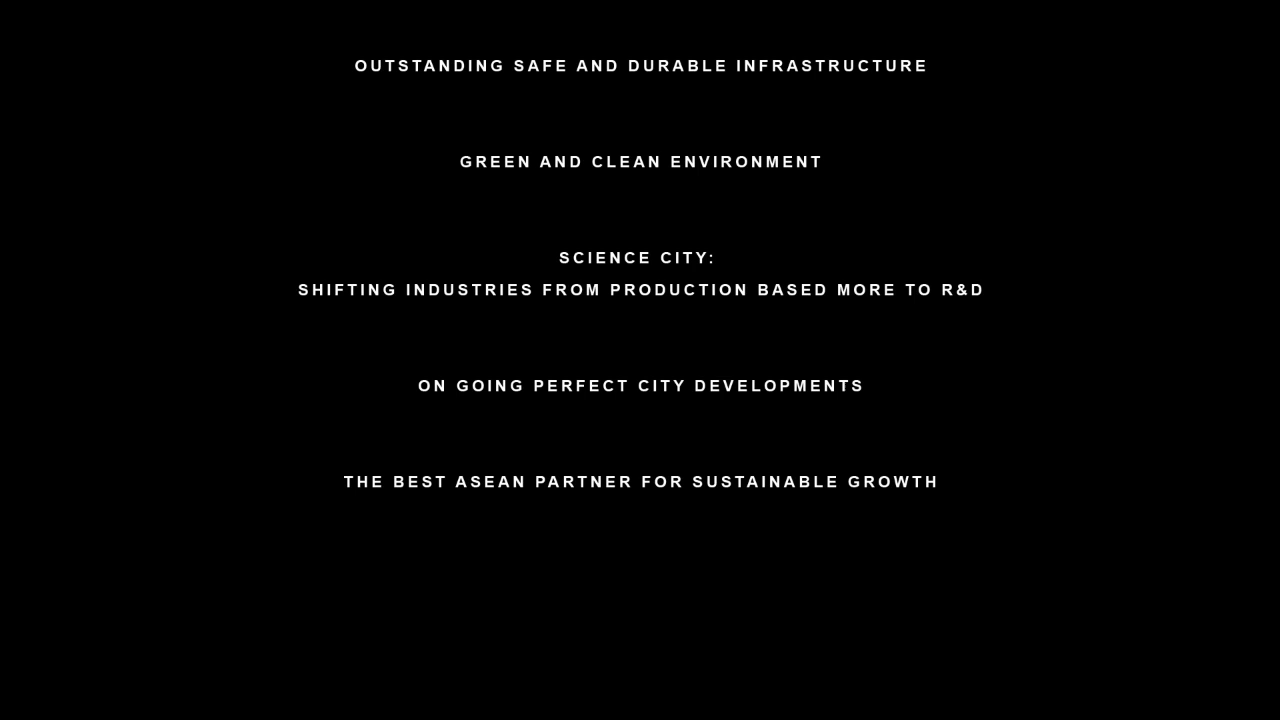 OUTSTANDING SAFE AND DURABLE INFRASTRUCTURE
GREEN AND CLEAN ENVIRONMENT
SCIENCE CITY:
SHIFTING INDUSTRIES FROM PRODUCTION BASED MORE TO R&D
ON GOING PERFECT CITY DEVELOPMENTS
THE BEST ASEAN PARTNER FOR SUSTAINABLE GROWTH